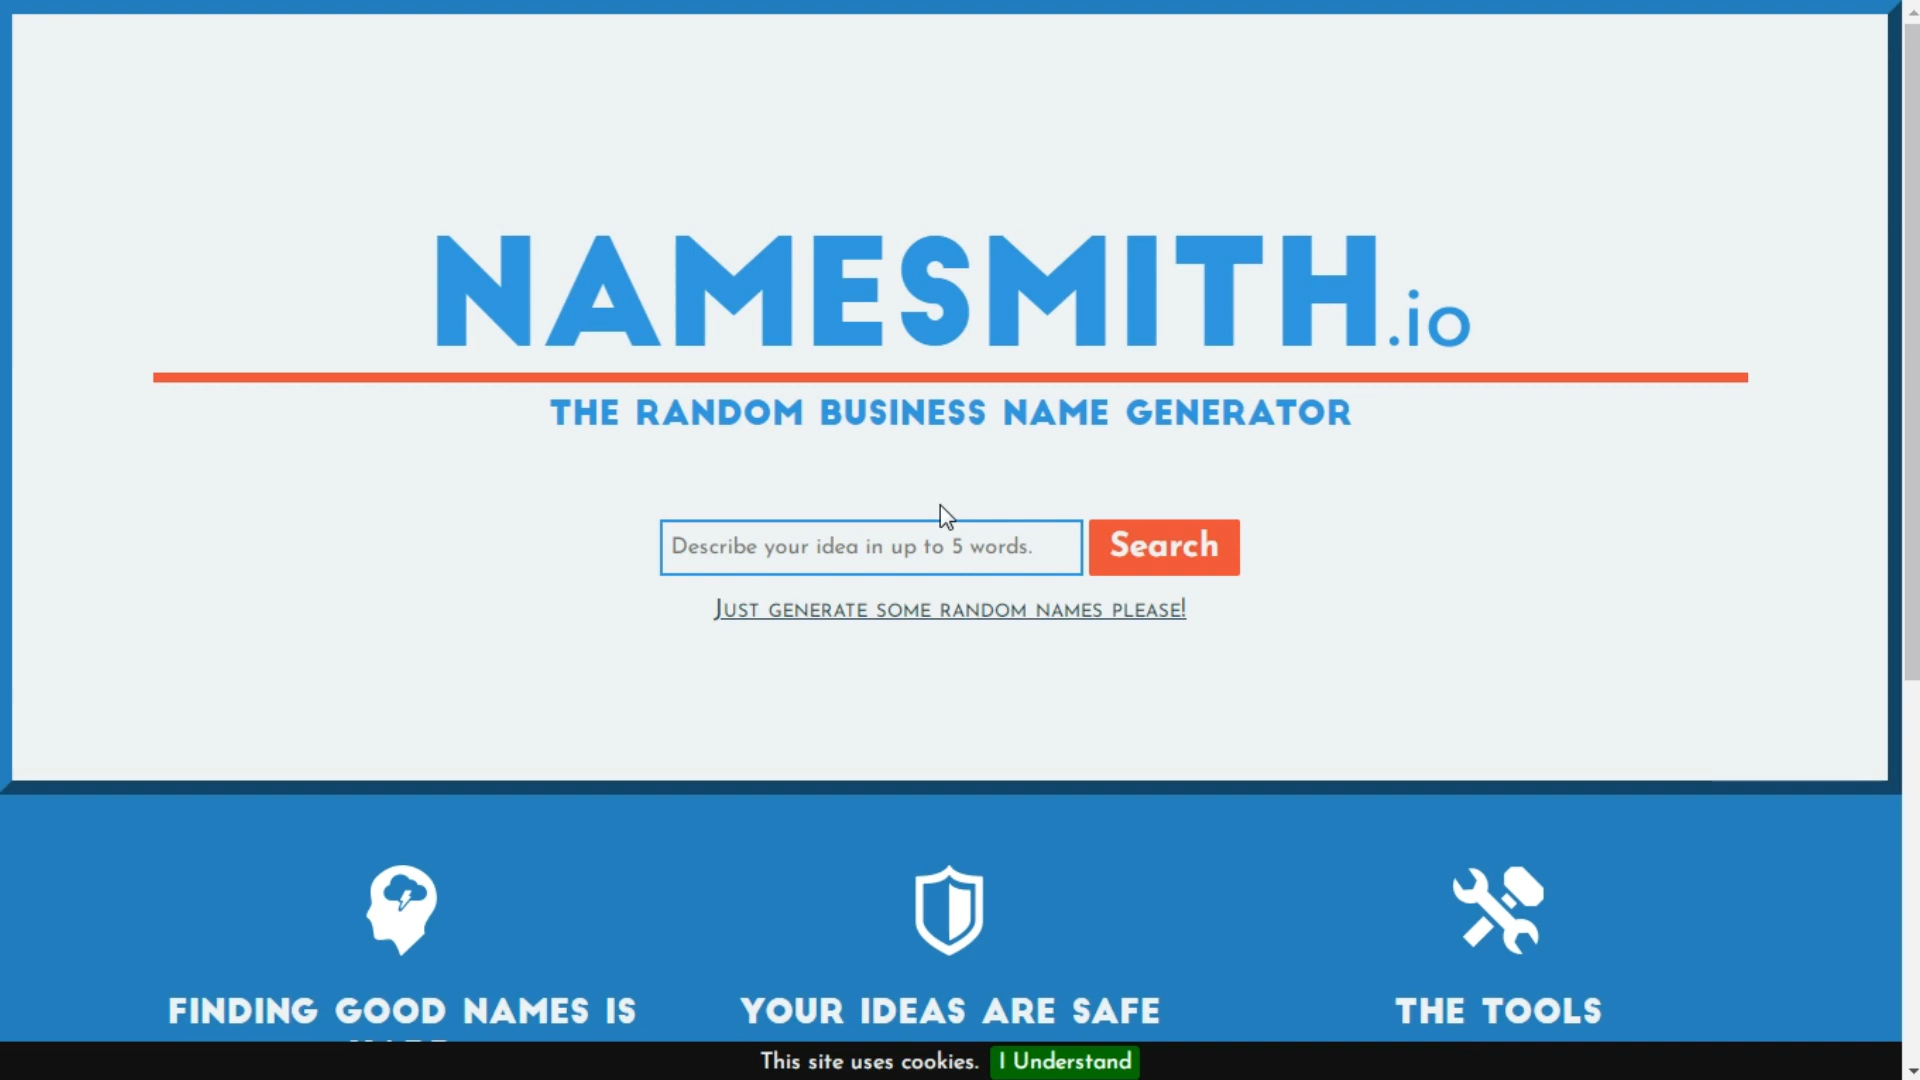 NAMESMITH.io
THE RANDOM BUSINESS NAME GENERATOR
Describe your idea in up to 5 words.
Search
Just generate some random names please!
FINDING GOOD NAMES IS
YOUR IDEAS ARE SAFE
THE TOOLS
This site uses cookies.
I Understand